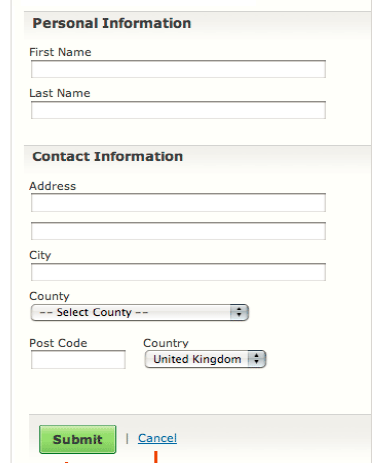 Personal Information
First Name
Last Name
Contact Information
Address
City
County
-- Select County --
Post Code Country
United Kingdom
Submit | Cancel